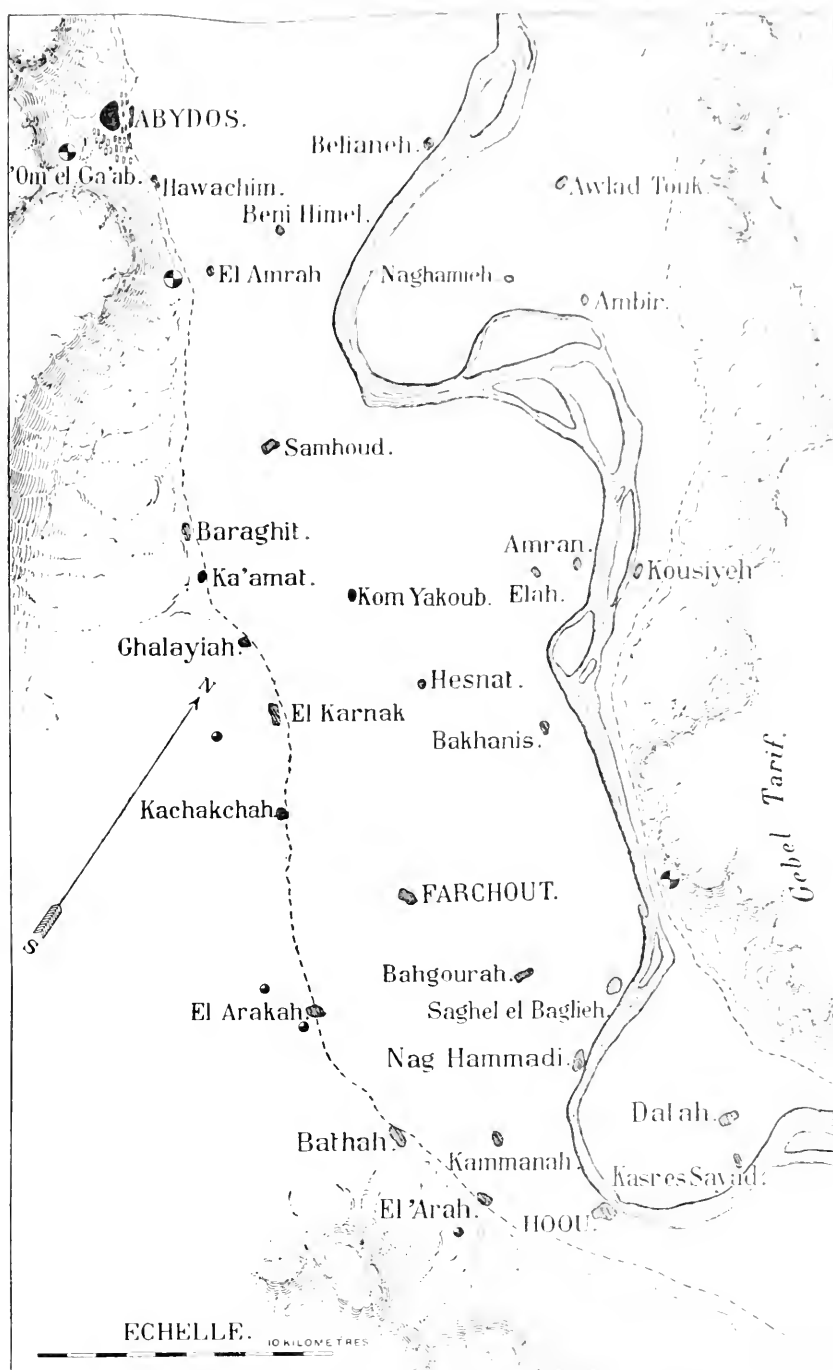 ABYDOS.
Belianeh.
'Om el Ga'ab.
Hawachim.
Awlad Touk.
Beni Himel.
El Amrah
Naghamieh
Ambir.
Samhoud.
Baraghit.
Amran.
Ka'amat.
Kousiyeh
Kom Yakoub.
Elah.
Ghalayiah.
N
Hesnat.
El Karnak
Bakhanis.
Gebel Tarif.
Kachakchah.
FARCHOUT.
S
Bahgourah.
El Arakah.
Saghel el Baglieh.
Nag Hammadi.
Datah.
Bathah.
Kammanah.
Kasr es Sayad.
El 'Arah.
HOOU.
ECHELLE.
10 KILOMETRES